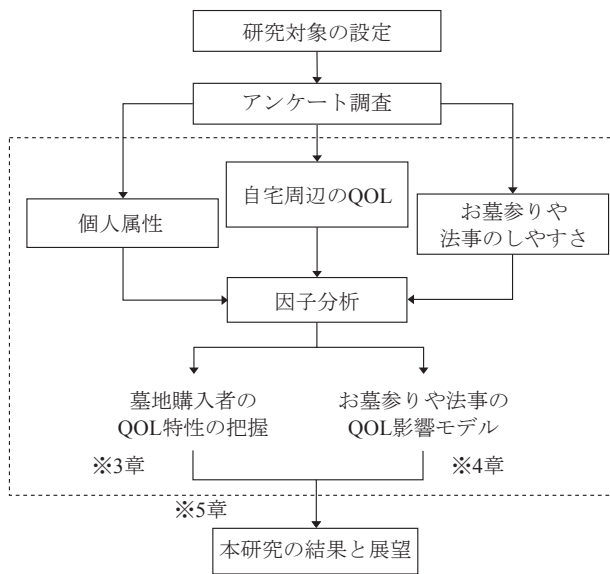 研究対象の設定
アンケート調査
個人属性
自宅周辺のQOL
お墓参りや
法事のしやすさ
因子分析
墓地購入者の
QOL特性の把握
※3章
お墓参りや法事の
QOL影響モデル
※4章
※5章
本研究の結果と展望